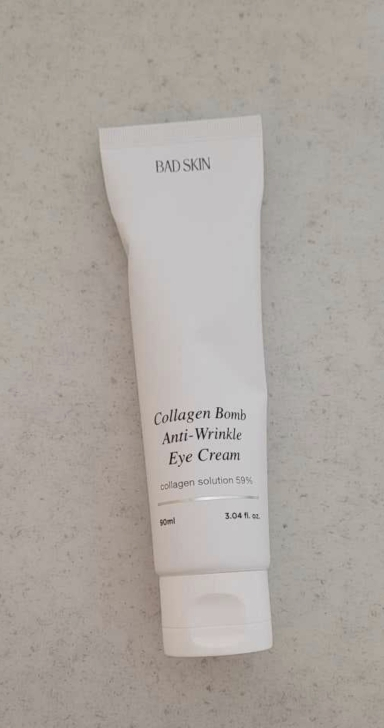 BAD SKIN
Collagen Bomb
Anti-Wrinkle
Eye Cream
collagen solution 59%
90ml 3.04 fl. oz.